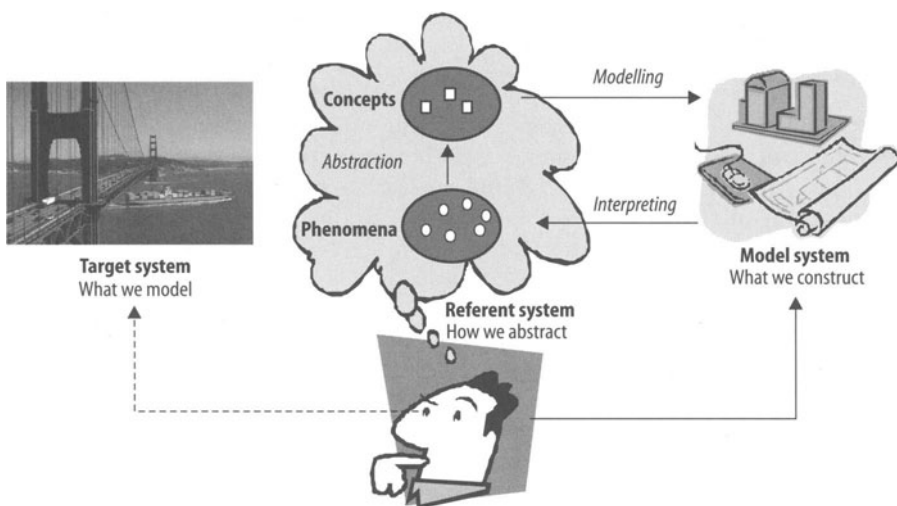 Concepts
Modelling
Abstraction
Phenomena
Interpreting
Target system
What we model
Referent system
How we abstract
Model system
What we construct